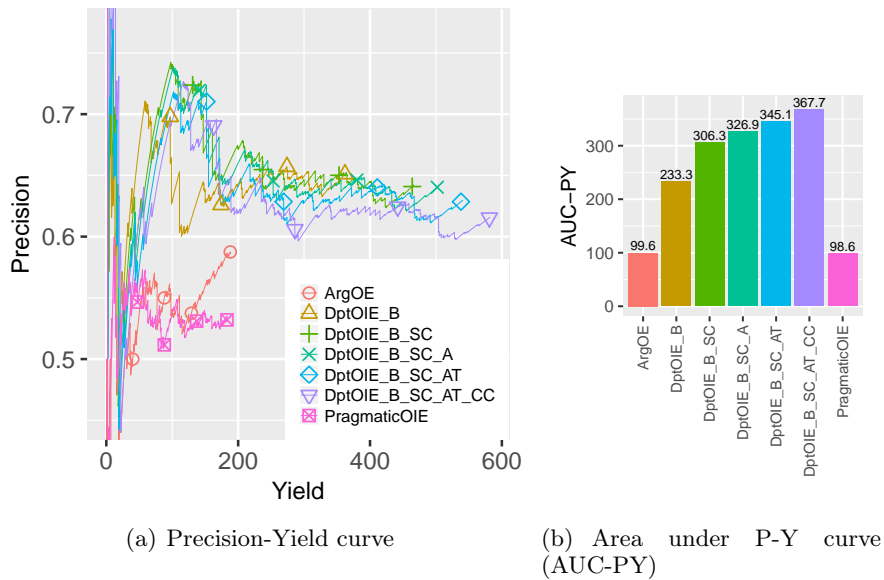 0.7
0.6
0.5
Precision
0
200
400
600
Yield
ArgOE
DptOIE_B
DptOIE_B_SC
DptOIE_B_SC_A
DptOIE_B_SC_AT
DptOIE_B_SC_AT_CC
PragmaticOIE
(a) Precision-Yield curve
AUC−PY
300
200
100
0
99.6
233.3
306.3
326.9
345.1
367.7
98.6
ArgOE
DptOIE_B
DptOIE_B_SC
DptOIE_B_SC_A
DptOIE_B_SC_AT
DptOIE_B_SC_AT_CC
PragmaticOIE
(b) Area under P-Y curve
(AUC-PY)